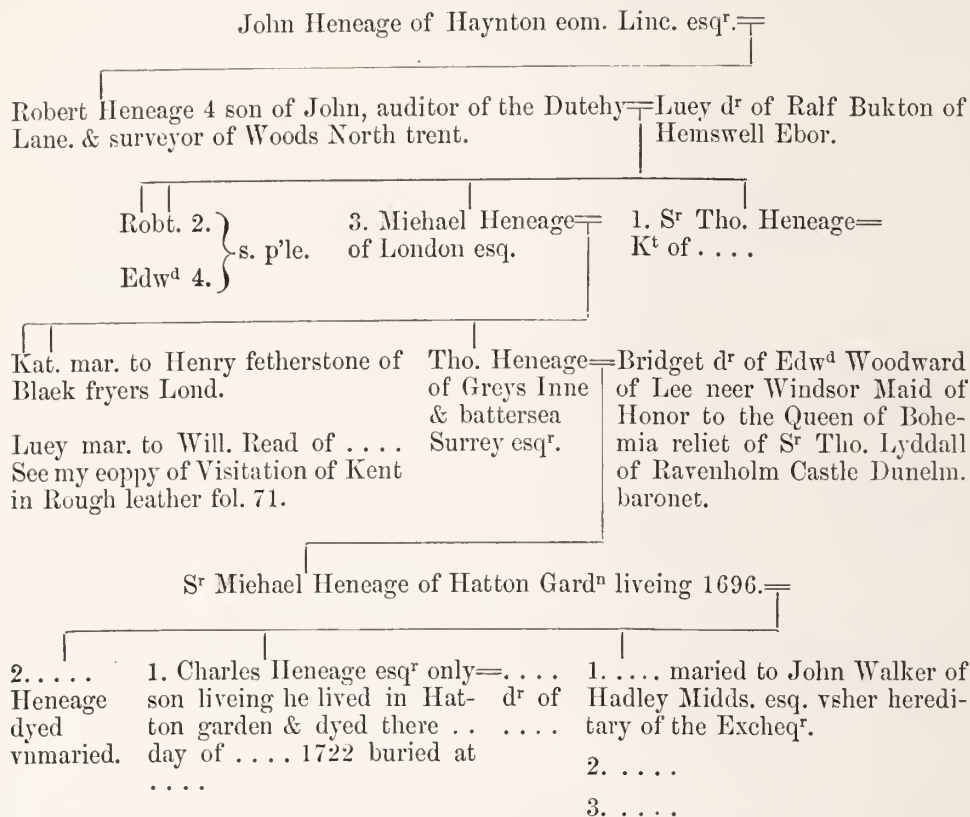 John Heneage of Haynton com. Linc. esqʳ.
Robert Heneage 4 son of John, auditor of the Dutchy
Lanc. & surveyor of Woods North trent.
Lucy dʳ of Ralf Bukton of
Hemswell Ebor.
Robt. 2.
Edwᵈ 4.
s. p'le.
3. Michael Heneage
of London esq.
1. Sʳ Tho. Heneage
Kᵗ of . . . .
Kat. mar. to Henry fetherstone of
Black fryers Lond.
Lucy mar. to Will. Read of . . . .
See my coppy of Visitation of Kent
in Rough leather fol. 71.
Tho. Heneage
of Greys Inne
& battersea
Surrey esqʳ.
Bridget dʳ of Edwᵈ Woodward
of Lee neer Windsor Maid of
Honor to the Queen of Bohe-
mia relict of Sʳ Tho. Lyddall
of Ravenholm Castle Dunelm.
baronet.
Sʳ Michael Heneage of Hatton Gardⁿ liveing 1696.
2. . . . .
Heneage
dyed
vnmaried.
1. Charles Heneage esqʳ only
son liveing he lived in Hat-
ton garden & dyed there . .
day of . . . . 1722 buried at
. . . .
. . . .
dʳ of
. . . .
1. . . . . maried to John Walker of
Hadley Midds. esq. vsher heredi-
tary of the Excheqʳ.
2. . . . .
3. . . . .